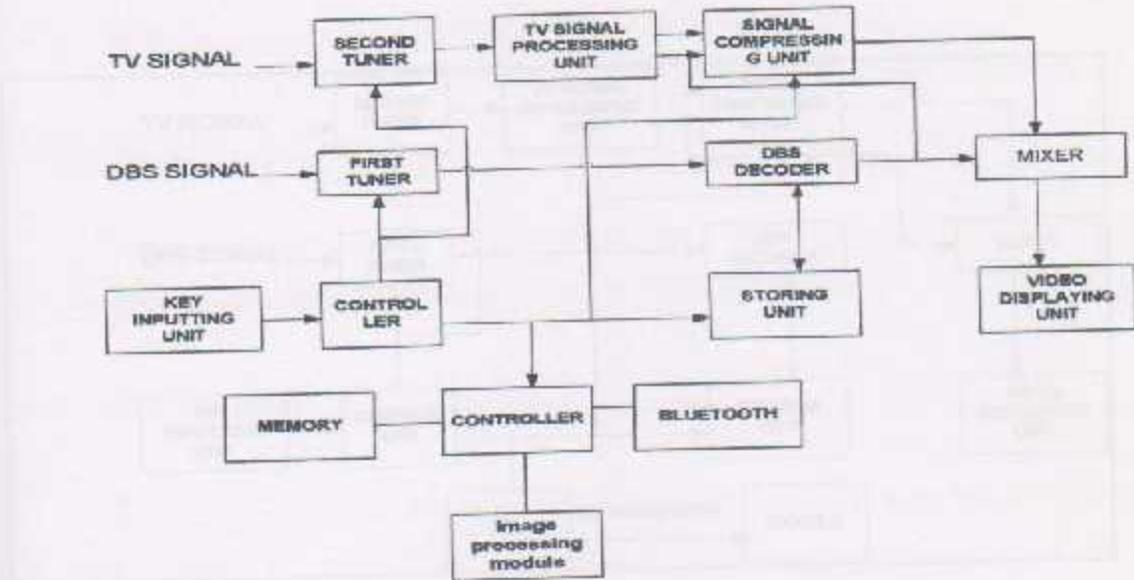 SECOND
TUNER
TV SIGNAL
PROCESSING
UNIT
SIGNAL
COMPRESSIN
G UNIT
TV SIGNAL
DBS SIGNAL
FIRST
TUNER
DBS
DECODER
MIXER
KEY
INPUTTING
UNIT
CONTROL
LER
STORING
UNIT
VIDEO
DISPLAYING
UNIT
MEMORY
CONTROLLER
BLUETOOTH
Image
processing
module